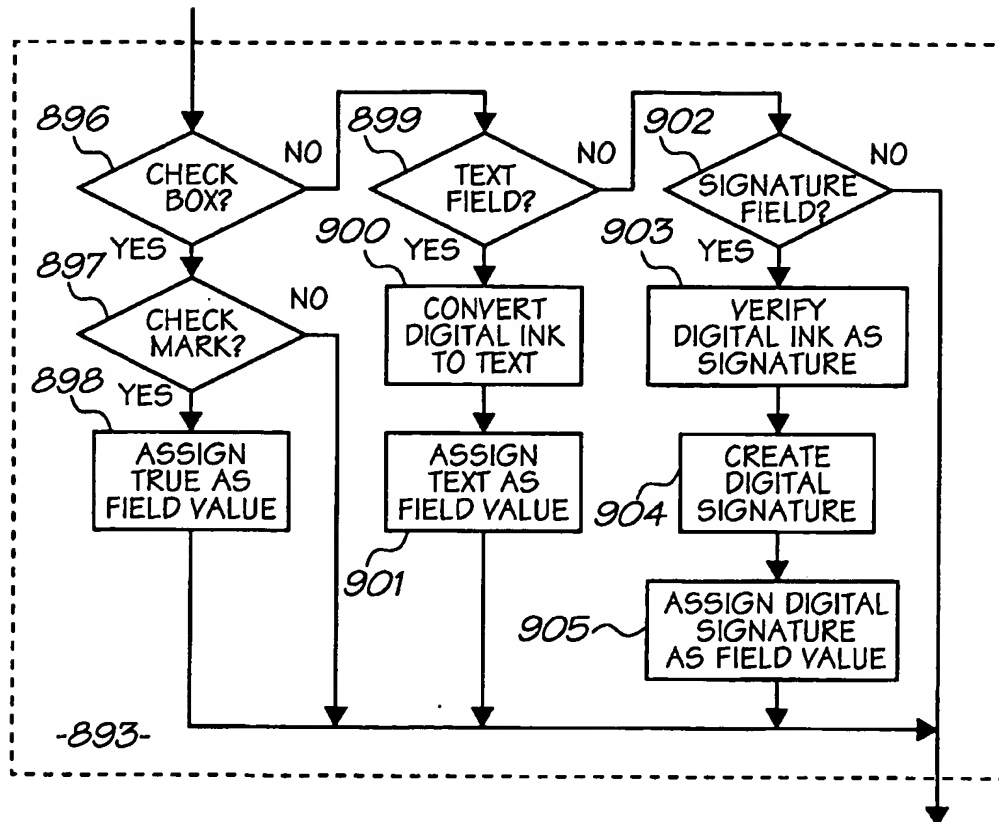 896
CHECK
BOX?
NO
YES
897
CHECK
MARK?
NO
YES
898
ASSIGN
TRUE AS
FIELD VALUE
899
TEXT
FIELD?
NO
YES
900
CONVERT
DIGITAL INK
TO TEXT
ASSIGN
TEXT AS
FIELD VALUE
901
902
SIGNATURE
FIELD?
NO
YES
903
VERIFY
DIGITAL INK AS
SIGNATURE
CREATE
DIGITAL
SIGNATURE
904
ASSIGN DIGITAL
SIGNATURE
AS FIELD VALUE
905
-893-